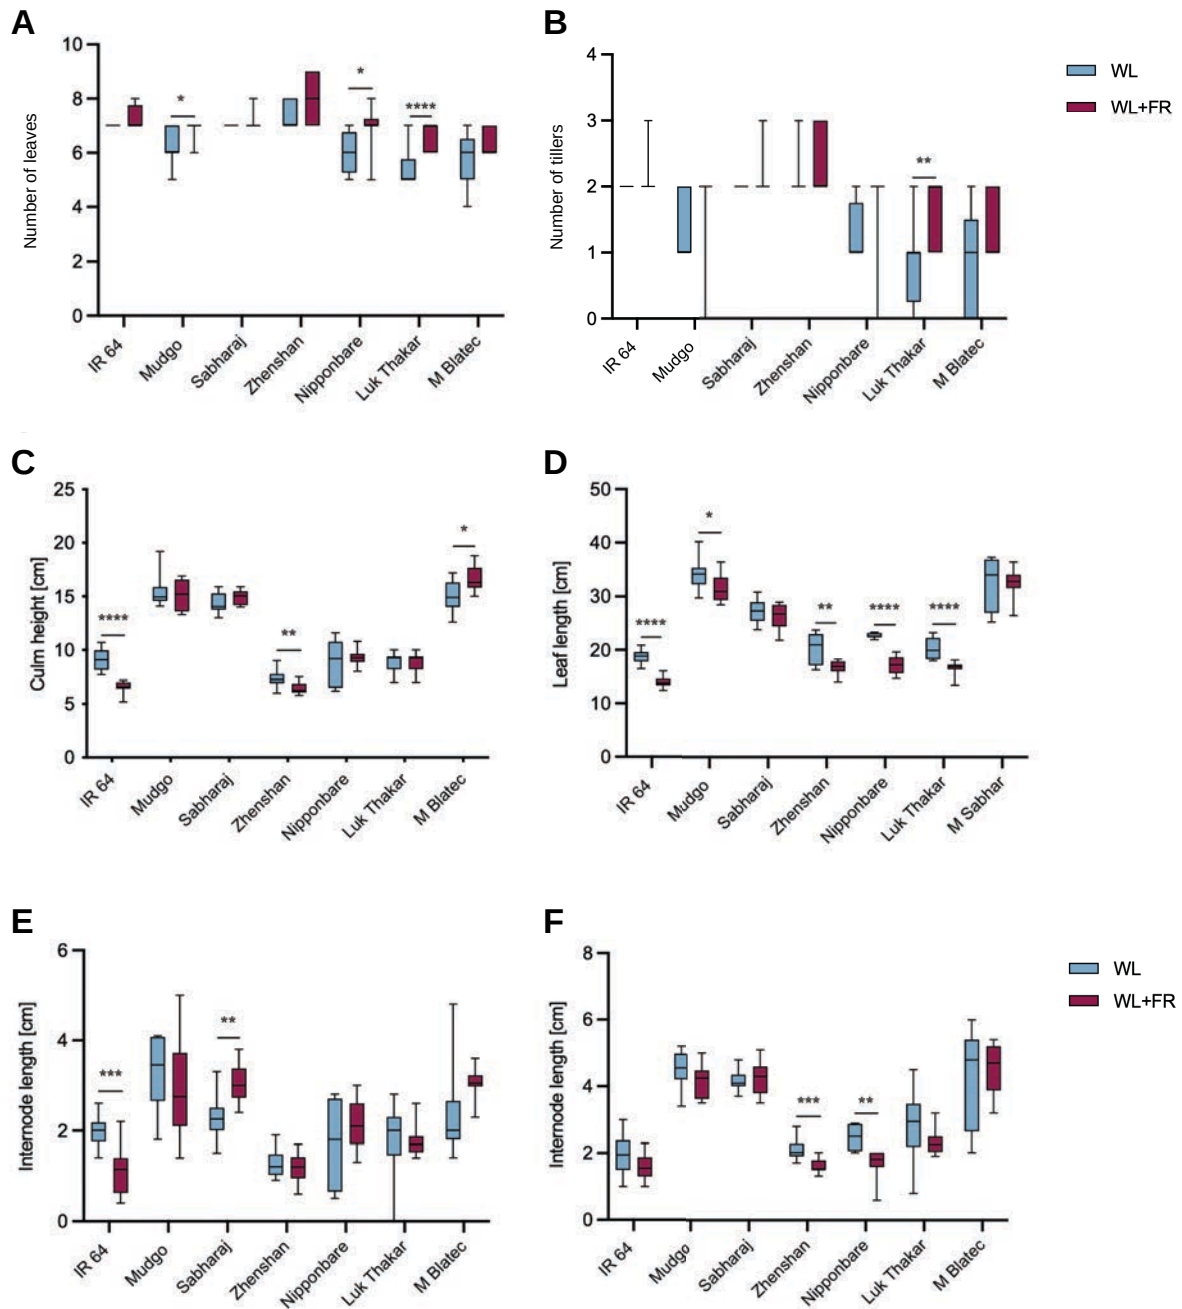 A
B
Number of leaves
10
8
6
4
2
0
*
*
****
IR 64
Mudgo
Sabharaj
Zhenshan
Nipponbare
Luk Thakar
M Blatec
Number of tillers
4
3
2
1
0
**
IR 64
Mudgo
Sabharaj
Zhenshan
Nipponbare
Luk Thakar
M Blatec
WL
WL+FR
C
D
Culm height [cm]
25
20
15
10
5
0
****
**
*
IR 64
Mudgo
Sabharaj
Zhenshan
Nipponbare
Luk Thakar
M Blatec
Leaf length [cm]
50
40
30
20
10
0
****
*
**
****
****
IR 64
Mudgo
Sabharaj
Zhenshan
Nipponbare
Luk Thakar
M Sabhar
E
F
Internode length [cm]
6
4
2
0
***
**
IR 64
Mudgo
Sabharaj
Zhenshan
Nipponbare
Luk Thakar
M Blatec
Internode length [cm]
8
6
4
2
0
***
**
IR 64
Mudgo
Sabharaj
Zhenshan
Nipponbare
Luk Thakar
M Blatec
WL
WL+FR